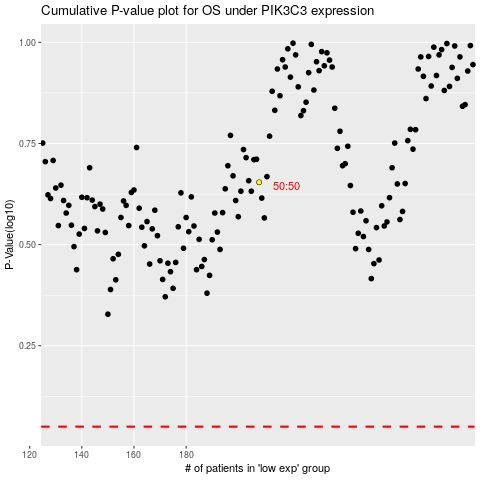 Cumulative P-value plot for OS under PIK3C3 expression
P-Value(log10)
1.00
0.75
0.50
0.25
50:50
120 140 160 180
# of patients in 'low exp' group